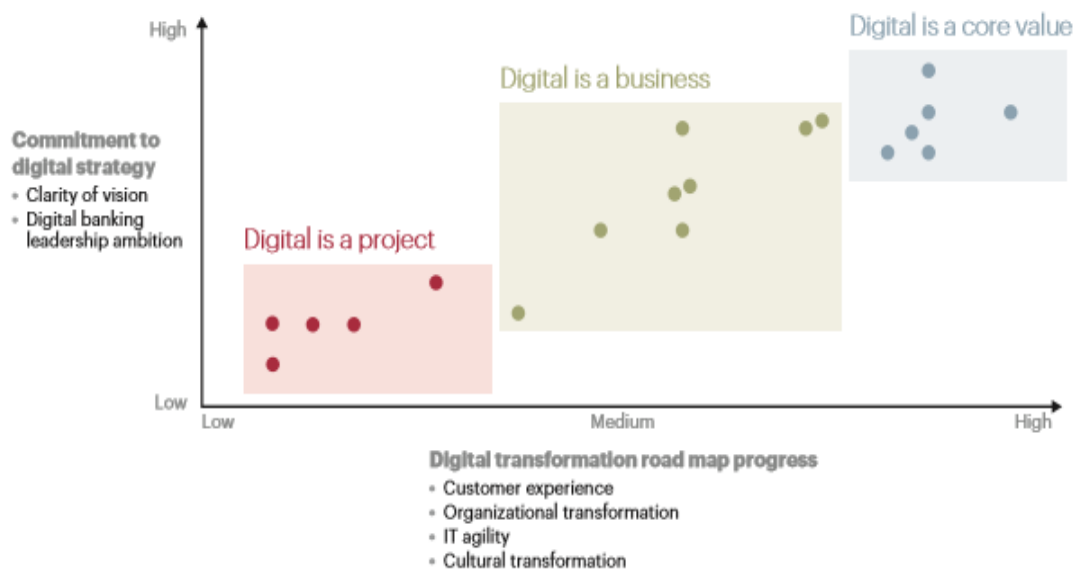 Digital is a core value
High
Digital is a business
Commitment to
digital strategy
• Clarity of vision
• Digital banking
leadership ambition
Digital is a project
Low
Low
Medium
High
Digital transformation road map progress
• Customer experience
• Organizational transformation
• IT agility
• Cultural transformation